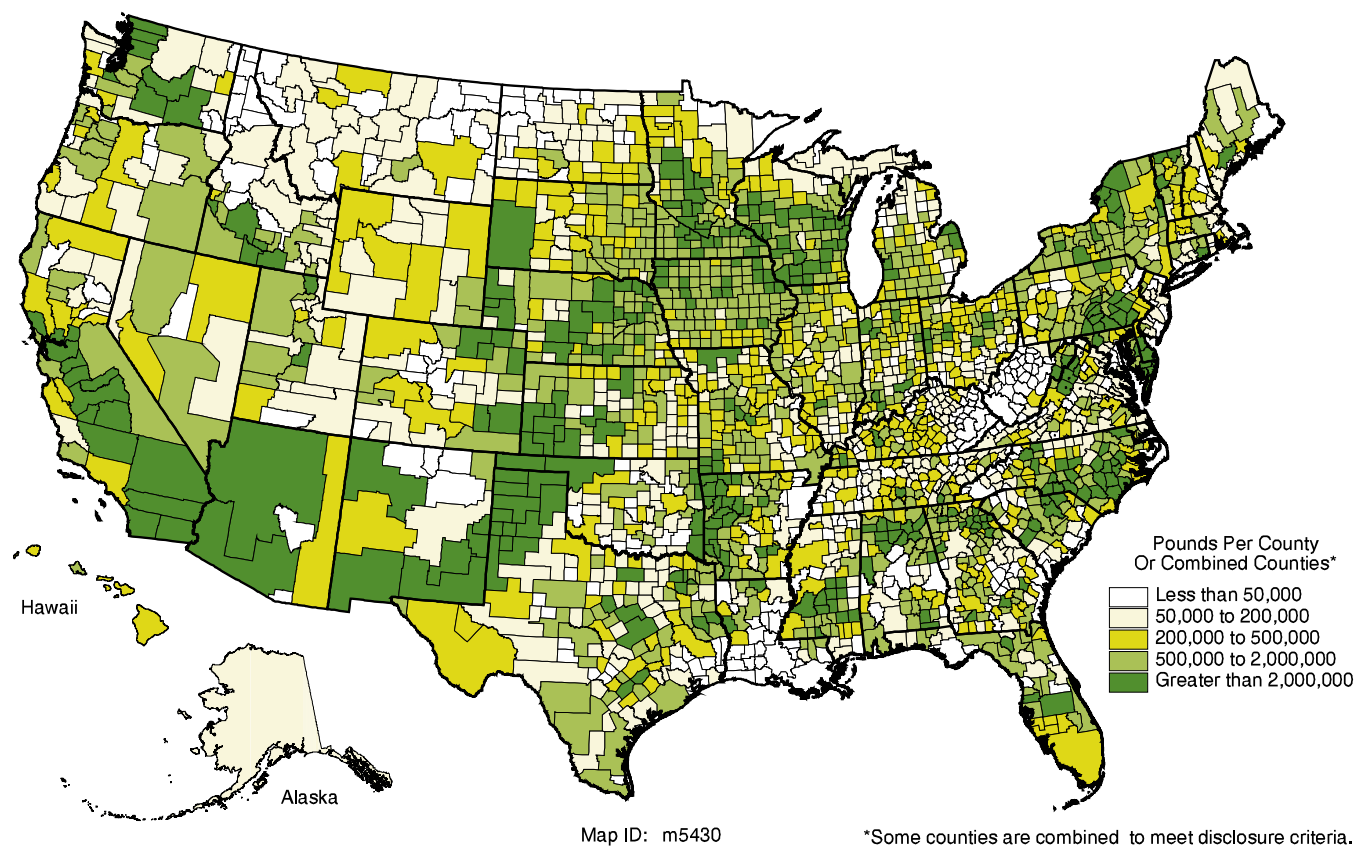 Pounds Per County
Or Combined Counties*
Less than 50,000
50,000 to 200,000
200,000 to 500,000
500,000 to 2,000,000
Greater than 2,000,000
Hawaii
Alaska
Map ID: m5430
*Some counties are combined to meet disclosure criteria.